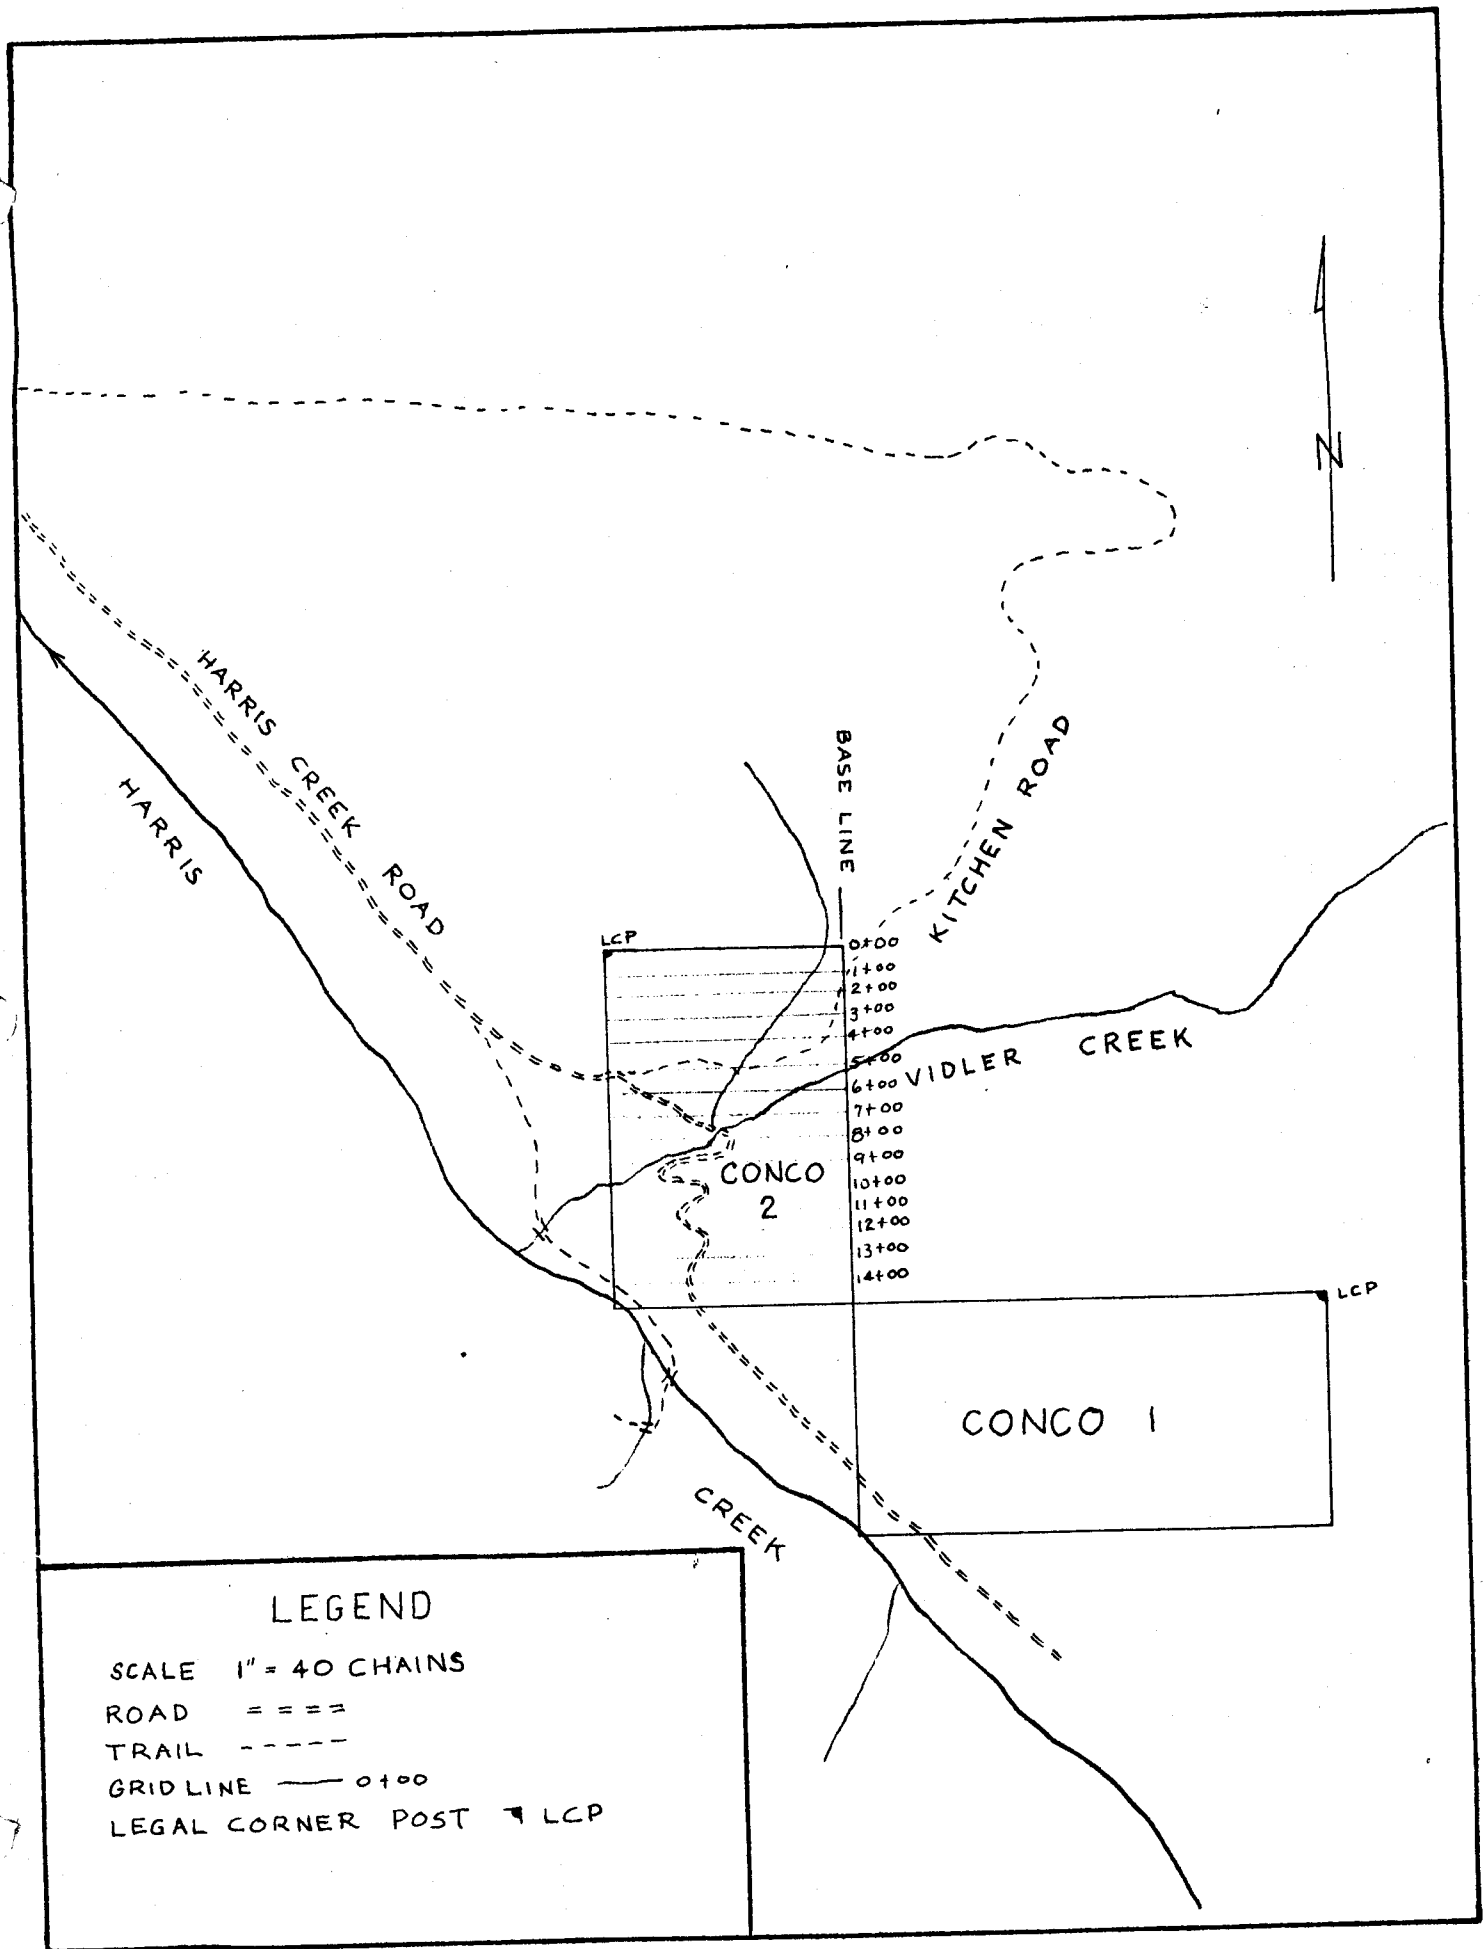 N
HARRIS CREEK ROAD
HARRIS
BASE LINE
KITCHEN ROAD
LCP
0+00
1+00
2+00
3+00
4+00
5+00
6+00
VIDLER CREEK
7+00
8+00
9+00
10+00
11+00
12+00
13+00
14+00
CONCO
2
LCP
CONCO 1
CREEK
LEGEND
SCALE 1" = 40 CHAINS
ROAD
TRAIL
GRID LINE 0+00
LEGAL CORNER POST LCP